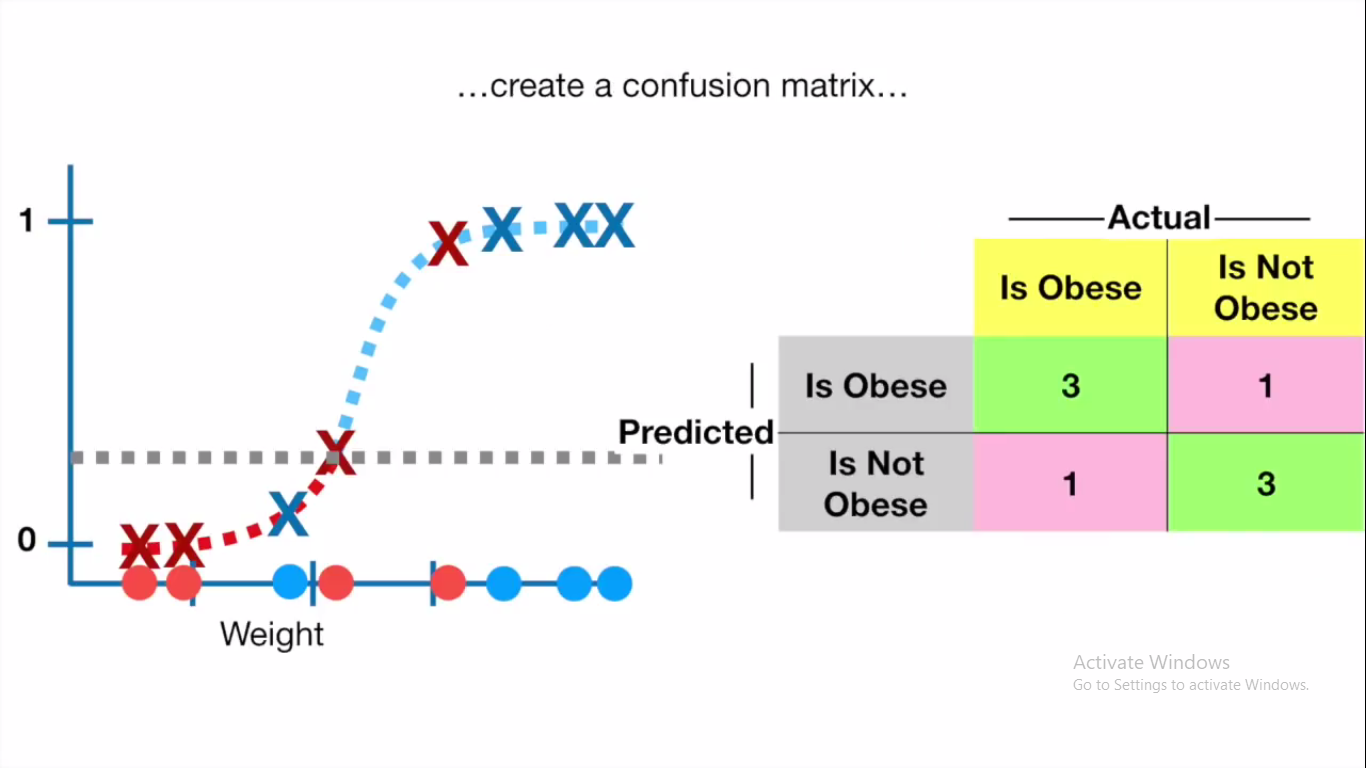 …create a confusion matrix…
1
0
Weight
Actual
Is Obese
Is Not
Obese
Predicted
Is Obese
3
1
Is Not
Obese
1
3
X
X
X
X
X
X
X
X
Activate Windows
Go to Settings to activate Windows.